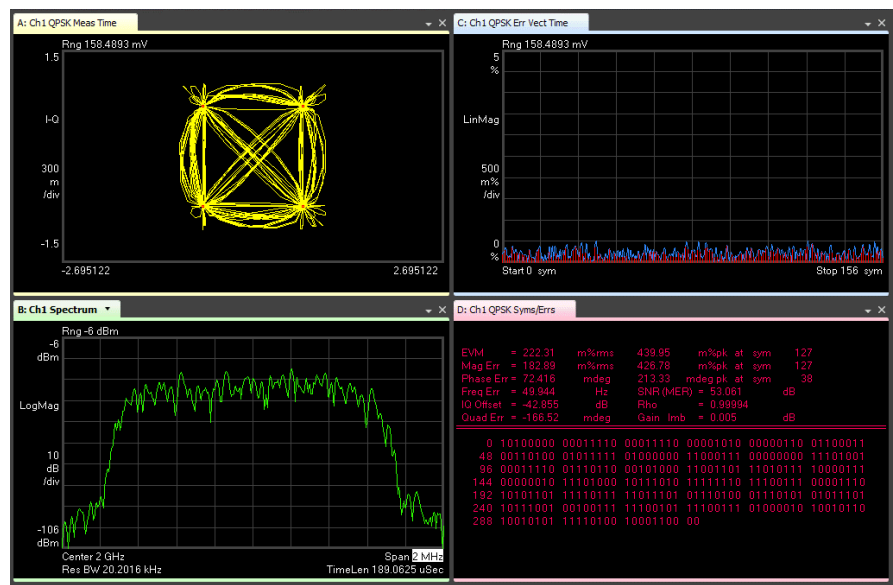 A: Ch1 QPSK Meas Time
Rng 158.4893 mV
1.5
I-Q
300
m
/div
-1.5
-2.695122 2.695122
C: Ch1 QPSK Err Vect Time
Rng 158.4893 mV
5
%
LinMag
500
m%
/div
0
%
Start 0 sym Stop 156 sym
B: Ch1 Spectrum
Rng -6 dBm
-6
dBm
LogMag
10
dB
/div
-106
dBm
Center 2 GHz Span 2 MHz
Res BW 20.2016 kHz TimeLen 189.0625 uSec
D: Ch1 QPSK Syms/Errs
EVM = 222.31 m%rms 439.95 m%pk at sym 127
Mag Err = 182.89 m%rms 426.78 m%pk at sym 127
Phase Err = 72.416 mdeg 213.33 mdeg pk at sym 38
Freq Err = 49.944 Hz SNR(MER) = 53.061 dB
IQ Offset = -42.855 dB Rho = 0.99994
Quad Err = -166.52 mdeg Gain Imb = 0.005 dB
0 10100000 00011110 00011110 00001010 00000110 01100011
48 00110100 01011111 01000000 11000111 00000000 11101001
96 00011110 01110110 00101000 11001101 11010111 10000111
144 00000010 11101000 10111010 11111110 11100111 00001110
192 10101101 11110111 11011101 01110100 01110101 01011101
240 10111001 00100111 11100101 11100111 01000010 10010110
288 10010101 11110100 10001100 00